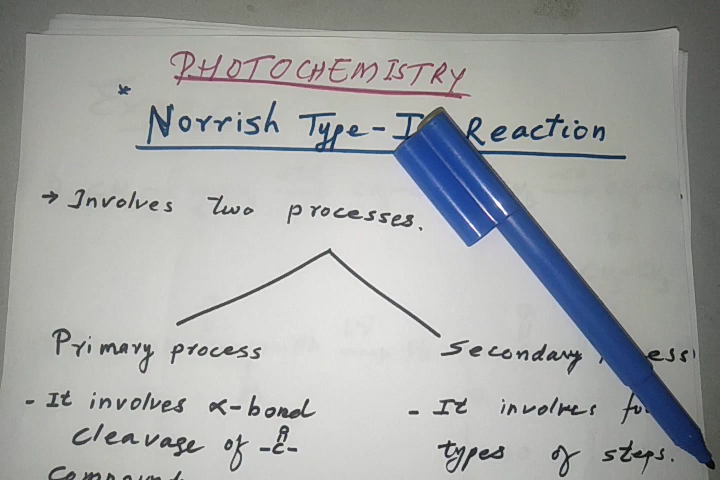 PHOTOCHEMISTRY
* Norrish Type-I Reaction
→ Involves two processes.
Primary process
- It involves α-bond
cleavage of -C-
Secondary
- It involves
types of steps.